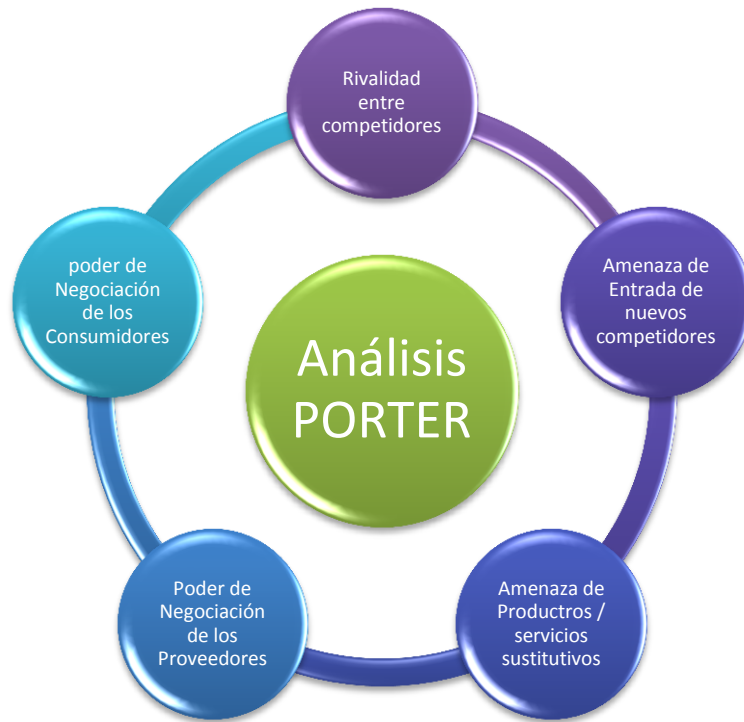 Rivalidad
entre
competidores
poder de
Negociación
de los
Consumidores
Amenaza de
Entrada de
nuevos
competidores
Análisis
PORTER
Poder de
Negociación
de los
Proveedores
Amenaza de
Productros /
servicios
sustitutivos